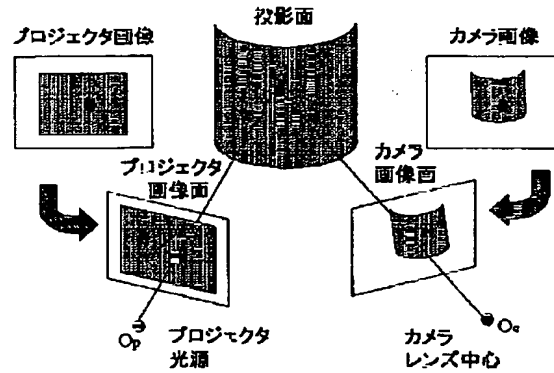 投影面
プロジェクタ画像
カメラ画像
プロジェクタ
画像面
カメラ
画像面
Op
プロジェクタ
光源
カメラ
レンズ中心
Oc